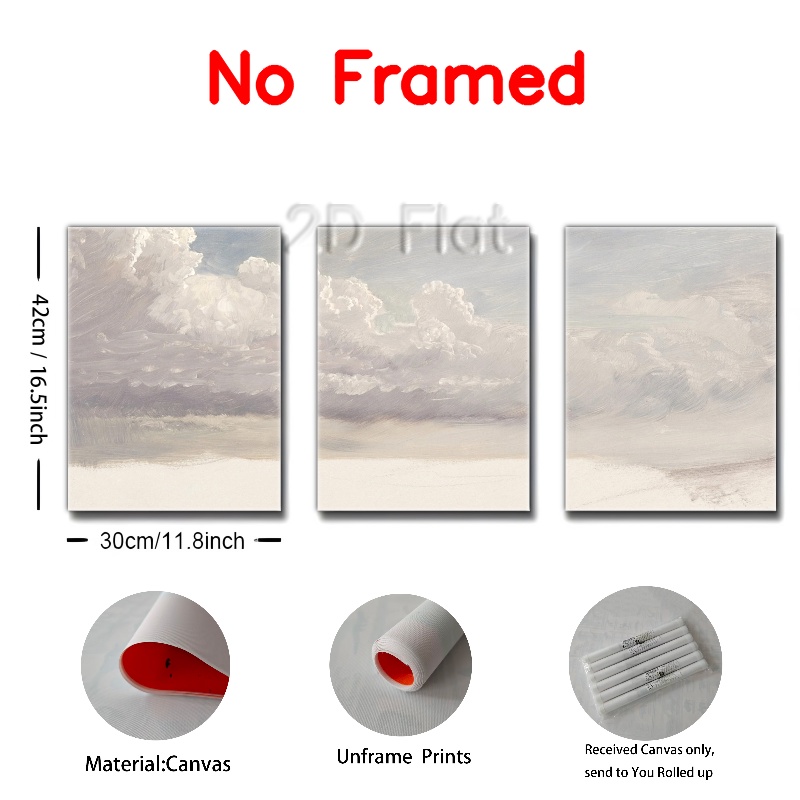 No Framed
2D Flat
42cm / 16.5inch
30cm/11.8inch
Material:Canvas
Unframe Prints
Received Canvas only,
send to You Rolled up